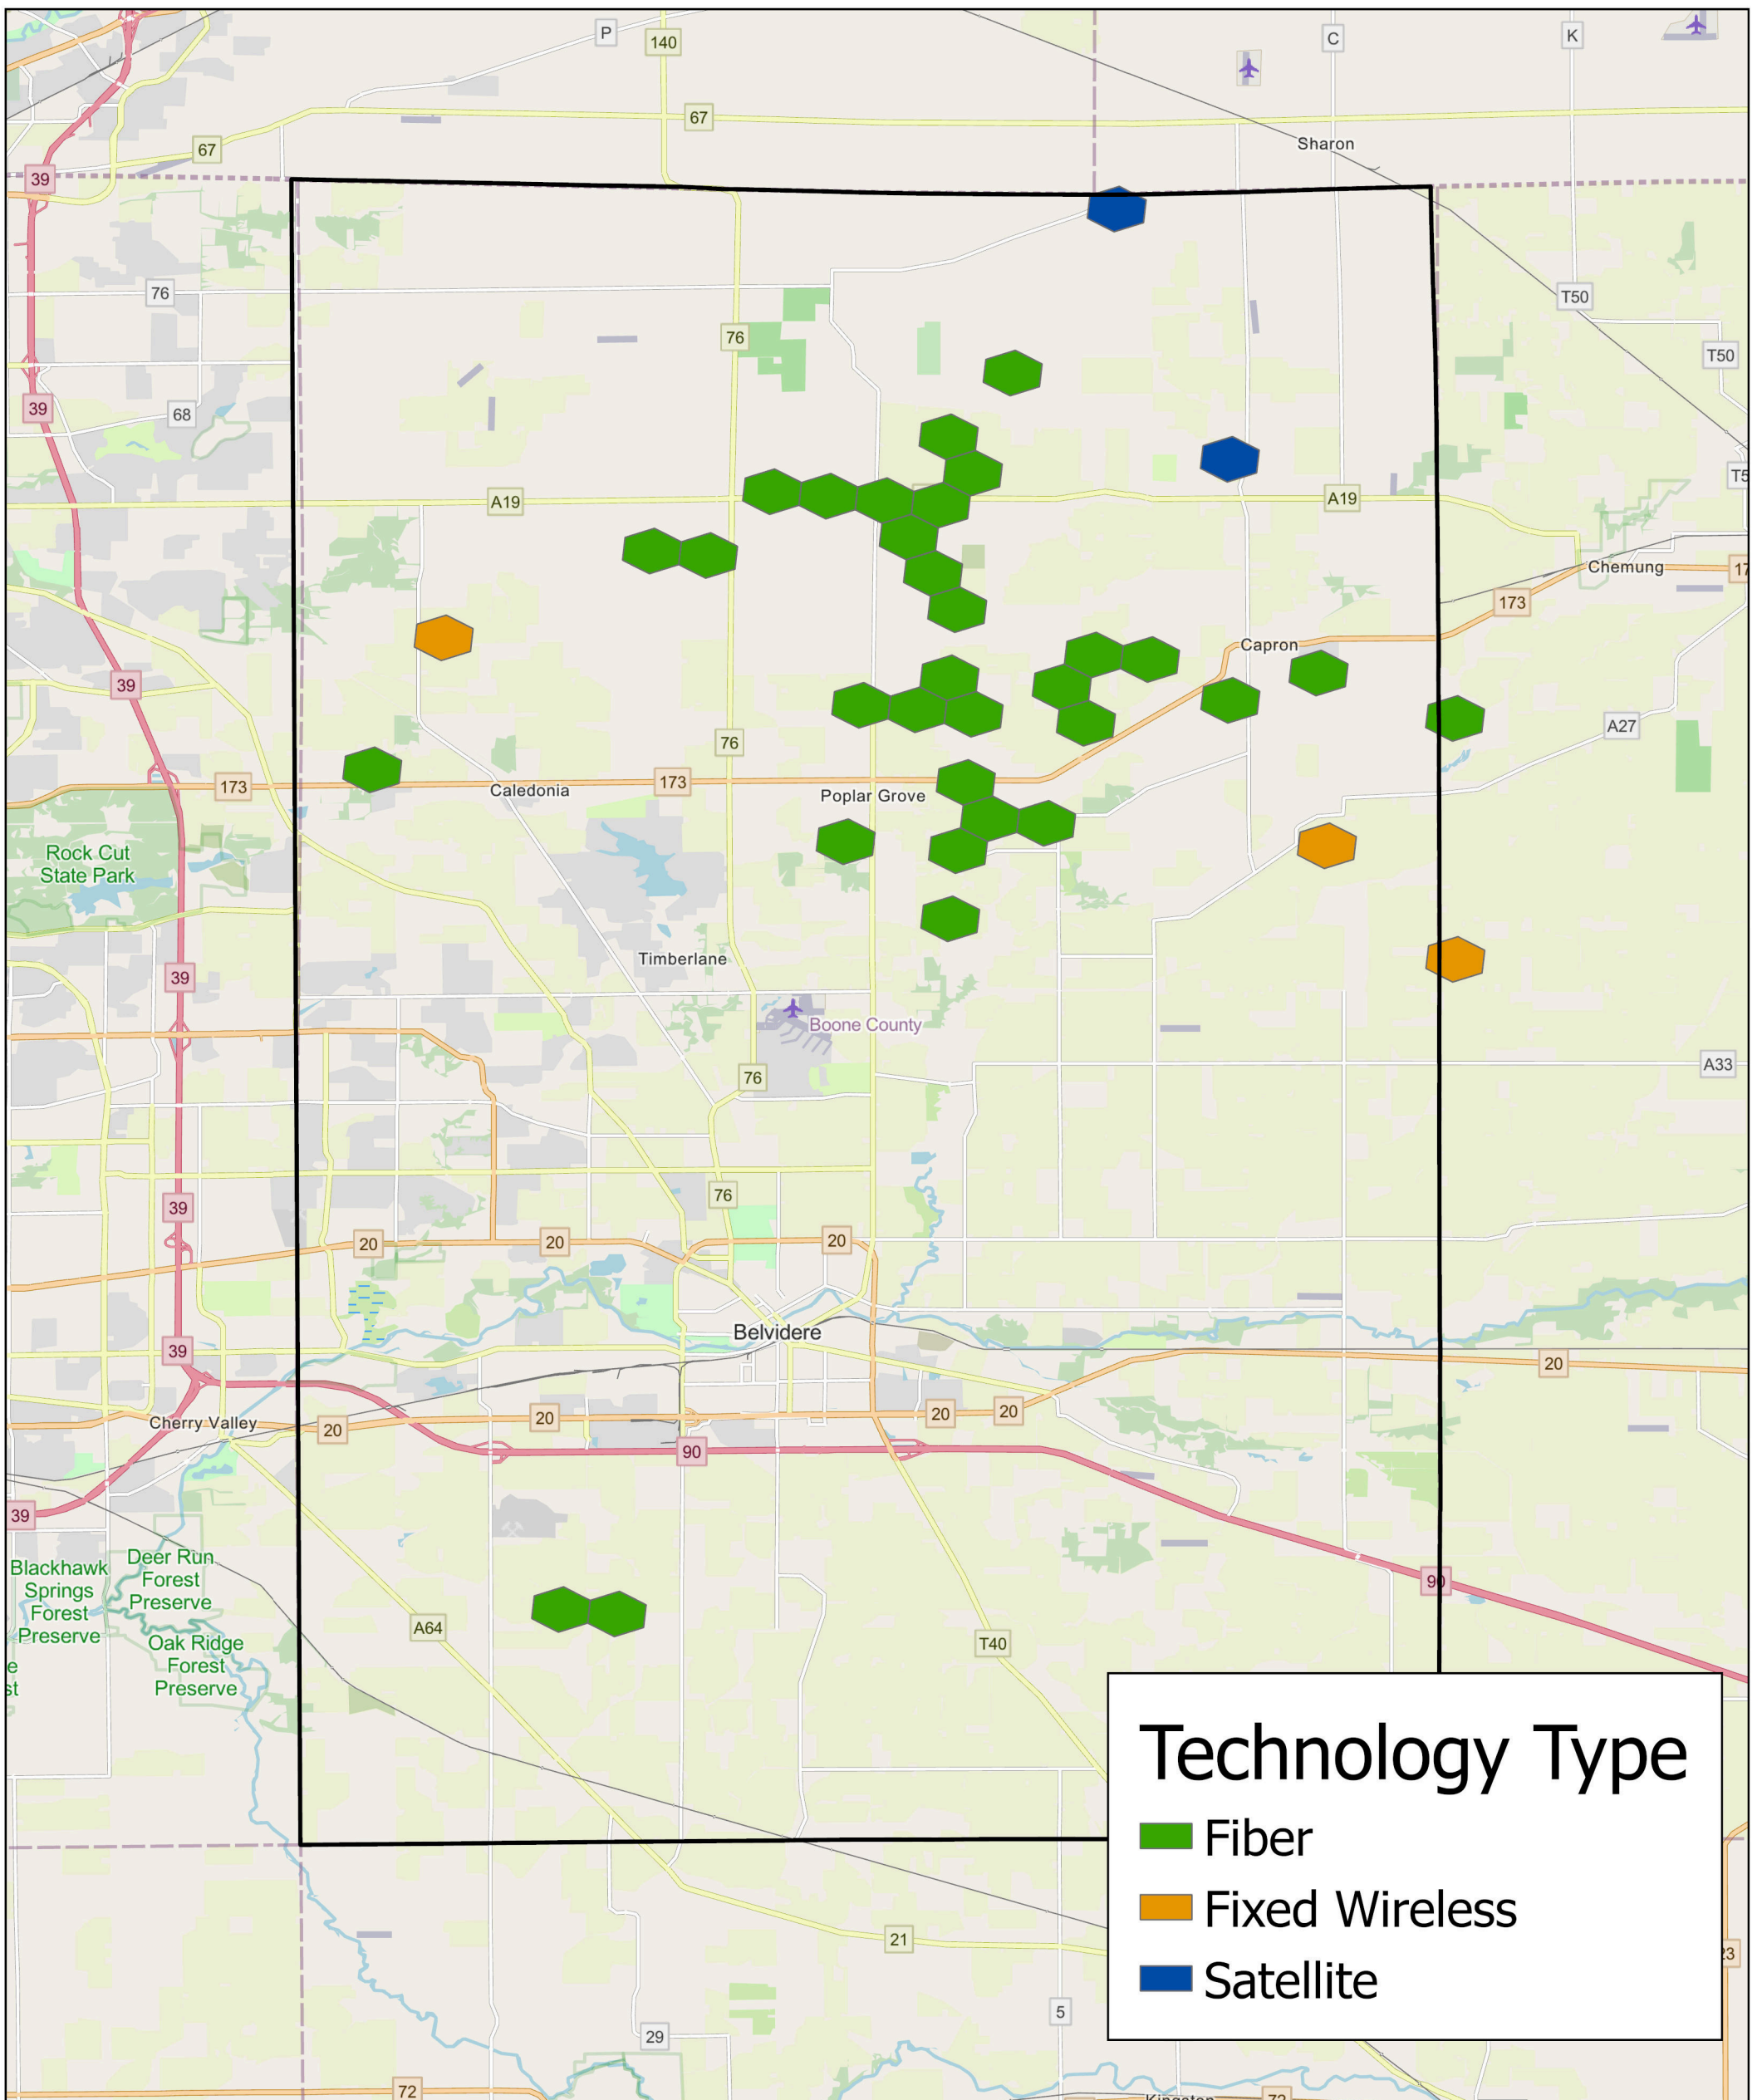 P
140
C
K
67
67
Sharon
39
76
T50
76
T50
39
68
A19
A19
Chemung
173
Capron
39
A27
76
173
173
Caledonia
Poplar Grove
Rock Cut
State Park
Timberlane
39
Boone County
A33
76
76
39
20
20
20
Belvidere
39
20
Cherry Valley
20
20
20
20
90
39
Deer Run
Forest
Preserve
Blackhawk
Springs
Forest
Preserve
90
A64
Oak Ridge
Forest
Preserve
T40
Technology Type
Fiber
Fixed Wireless
Satellite
21
5
29
72